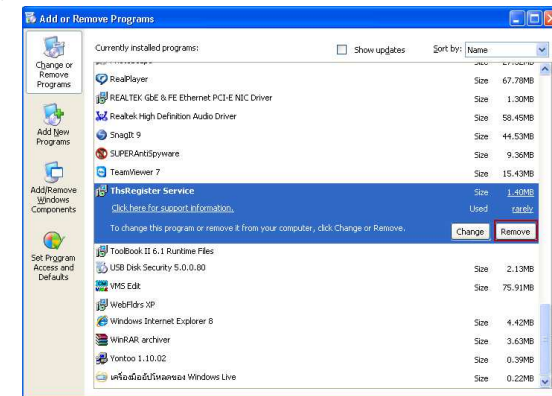 Add or Remove Programs
Change or
Remove
Programs
Add New
Programs
Add/Remove
Windows
Components
Set Program
Access and
Defaults
Currently installed programs:
Show updates
Sort by: Name
RealPlayer Size 67.78MB
REALTEK GbE & FE Ethernet PCI-E NIC Driver Size 1.30MB
Realtek High Definition Audio Driver Size 58.45MB
SnagIt 9 Size 44.53MB
SUPERAntiSpyware Size 9.36MB
TeamViewer 7 Size 15.43MB
ThsRegister Service Size 1.40MB
Click here for support information. Used rarely
To change this program or remove it from your computer, click Change or Remove. Change Remove
ToolBook II 6.1 Runtime Files
USB Disk Security 5.0.0.80 Size 2.13MB
VMS Edit Size 75.91MB
WebFldrs XP
Windows Internet Explorer 8 Size 4.42MB
WinRAR archiver Size 3.63MB
Yontoo 1.10.02 Size 0.39MB
เครื่องมืออัปโหลดของ Windows Live Size 0.22MB